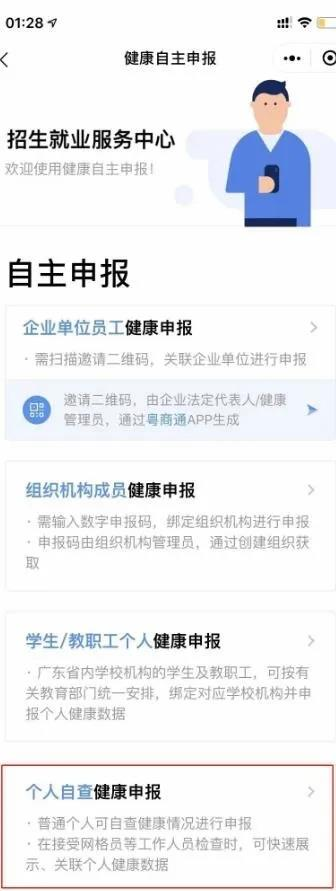 01:28
健康自主申报
招生就业服务中心
欢迎使用健康自主申报！
自主申报
企业单位员工健康申报
· 需扫描邀请二维码，关联企业单位进行申报
邀请二维码，由企业法定代表人/健康
管理员，通过粤商通APP生成
组织机构成员健康申报
· 需输入数字申报码，绑定组织机构进行申报
· 申报码由组织机构管理员，通过创建组织获
取
学生/教职工个人健康申报
· 广东省内学校机构的学生及教职工，可按有
关教育部门统一安排，绑定对应学校机构并申
报个人健康数据
个人自查健康申报
· 普通个人可自查健康情况进行申报
· 在接受网格员等工作人员检查时，可快速展
示、关联个人健康数据